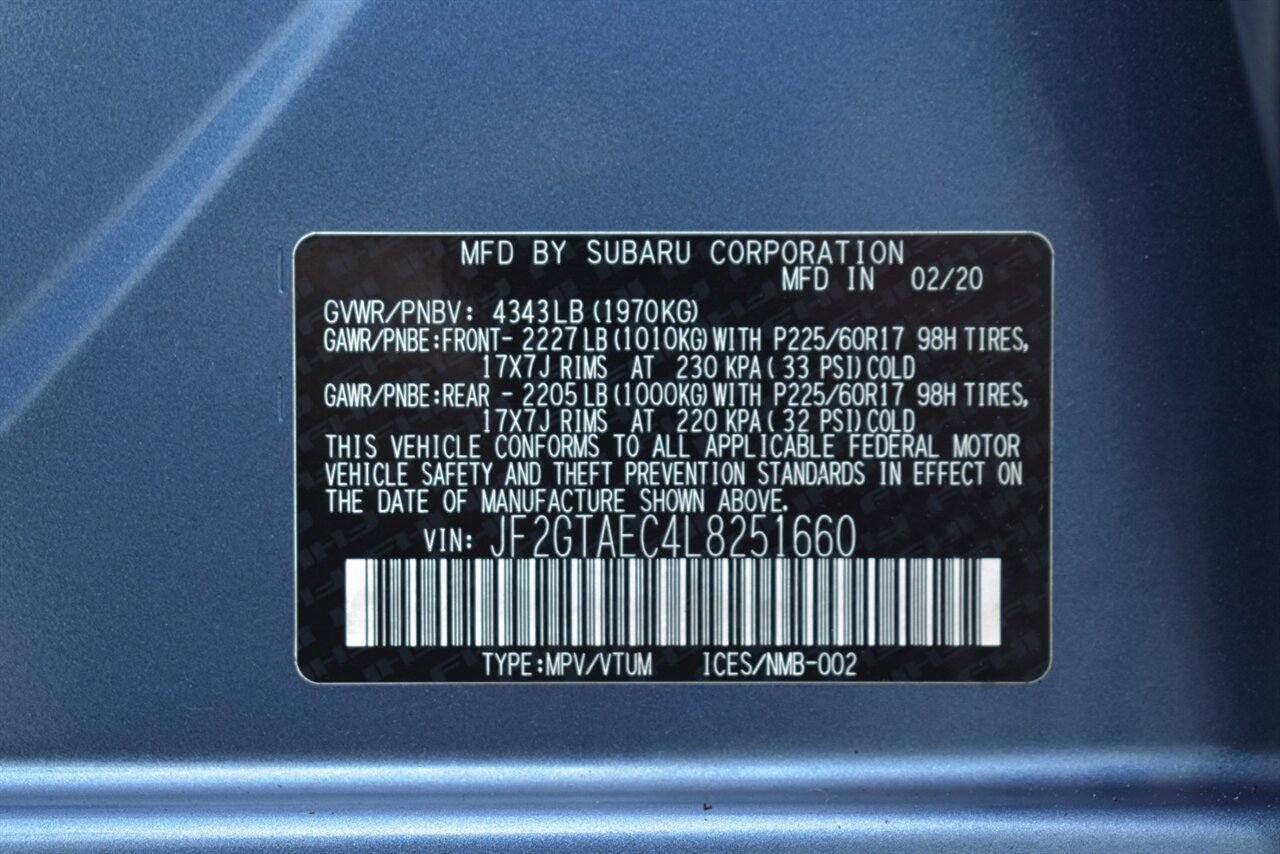 MFD BY SUBARU CORPORATION
MFD IN 02/20
GVWR/PNBV: 4343LB (1970KG)
GAWR/PNBE:FRONT- 2227LB (1010KG) WITH P225/60R17 98H TIRES,
17X7J RIMS AT 230 KPA ( 33 PSI) COLD
GAWR/PNBE:REAR - 2205LB (1000KG) WITH P225/60R17 98H TIRES,
17X7J RIMS AT 220 KPA ( 32 PSI) COLD
THIS VEHICLE CONFORMS TO ALL APPLICABLE FEDERAL MOTOR
VEHICLE SAFETY AND THEFT PREVENTION STANDARDS IN EFFECT ON
THE DATE OF MANUFACTURE SHOWN ABOVE.
VIN: JF2GTAEC4L8251660
TYPE:MPV/VTUM ICES/NMB-002